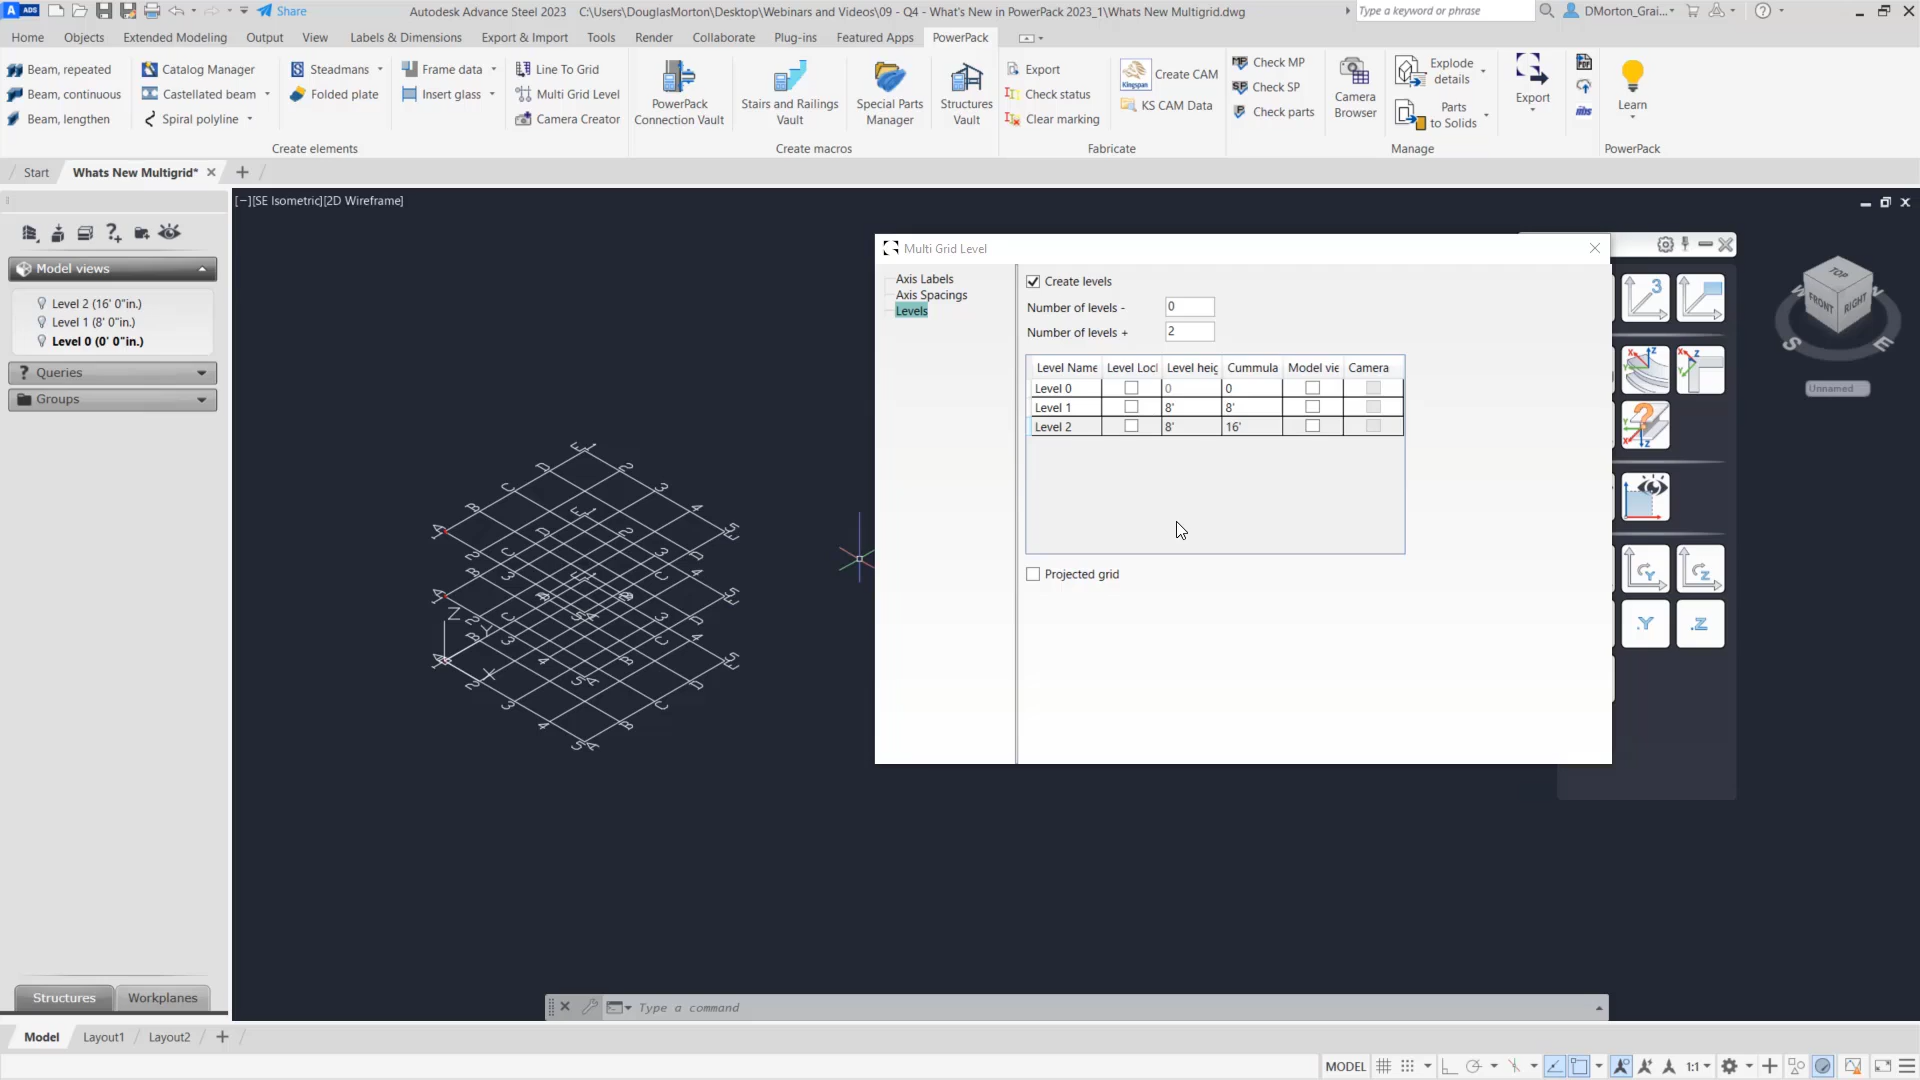 A ADS Share Autodesk Advance Steel 2023 C:\Users\DouglasMorton\Desktop\Webinars and Videos\09 - Q4 - What's New in PowerPack 2023_1\Whats New Multigrid.dwg Type a keyword or phrase DMorton_Grai...
Home Objects Extended Modeling Output View Labels & Dimensions Export & Import Tools Render Collaborate Plug-ins Featured Apps PowerPack
Beam, repeated
Beam, continuous
Beam, lengthen
Catalog Manager
Castellated beam
Spiral polyline
Steadmans
Folded plate
Frame data
Insert glass
Line To Grid
Multi Grid Level
Camera Creator
Create elements
PowerPack
Connection Vault
Stairs and Railings
Vault
Special Parts
Manager
Structures
Vault
Create macros
Export
Check status
Clear marking
Kingspan
Create CAM
KS CAM Data
Fabricate
Check MP
Check SP
Check parts
Camera
Browser
Explode
details
Parts
to Solids
Export
Manage
PDF
nbs
Learn
PowerPack
Start Whats New Multigrid*
[−][SE Isometric][2D Wireframe]
Model views
Level 2 (16' 0"in.)
Level 1 (8' 0"in.)
Level 0 (0' 0"in.)
Queries
Groups
Structures Workplanes
Multi Grid Level
Axis Labels
Axis Spacings
Levels
Create levels
Number of levels - 0
Number of levels + 2
Level Name Level Loc Level heig Cummula Model vie Camera
Level 0 0 0
Level 1 8' 8'
Level 2 8' 16'
Projected grid
TOP
FRONT RIGHT
S E
Unnamed
3
Y Z
.Y .Z
Z
Y
X
Type a command
Model Layout1 Layout2
MODEL 1:1